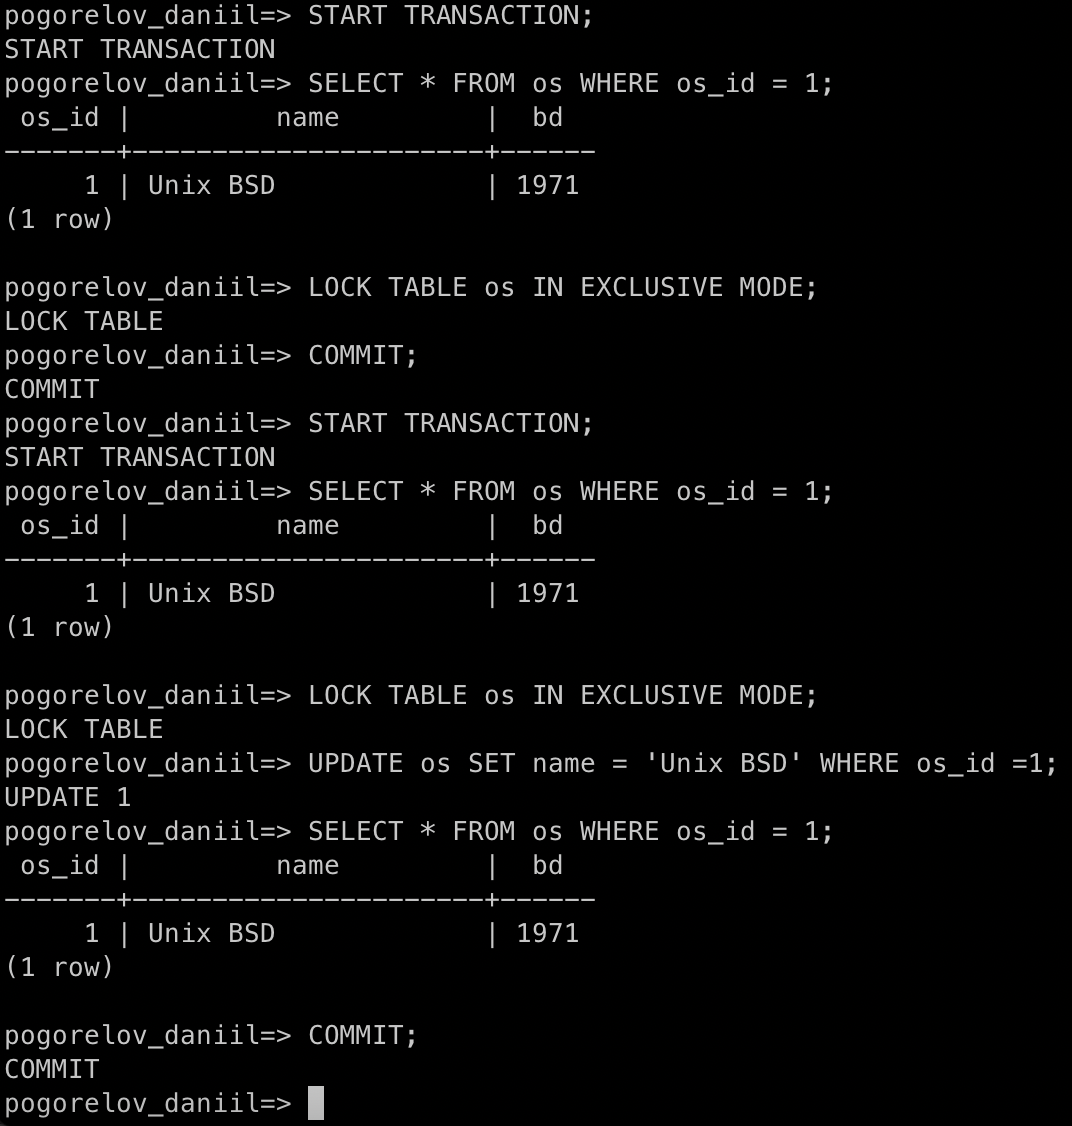 pogorelov_daniil=> START TRANSACTION;
START TRANSACTION
pogorelov_daniil=> SELECT * FROM os WHERE os_id = 1;
 os_id |         name         |  bd
-------+----------------------+------
     1 | Unix BSD             | 1971
(1 row)

pogorelov_daniil=> LOCK TABLE os IN EXCLUSIVE MODE;
LOCK TABLE
pogorelov_daniil=> COMMIT;
COMMIT
pogorelov_daniil=> START TRANSACTION;
START TRANSACTION
pogorelov_daniil=> SELECT * FROM os WHERE os_id = 1;
 os_id |         name         |  bd
-------+----------------------+------
     1 | Unix BSD             | 1971
(1 row)

pogorelov_daniil=> LOCK TABLE os IN EXCLUSIVE MODE;
LOCK TABLE
pogorelov_daniil=> UPDATE os SET name = 'Unix BSD' WHERE os_id =1;
UPDATE 1
pogorelov_daniil=> SELECT * FROM os WHERE os_id = 1;
 os_id |         name         |  bd
-------+----------------------+------
     1 | Unix BSD             | 1971
(1 row)

pogorelov_daniil=> COMMIT;
COMMIT
pogorelov_daniil=>